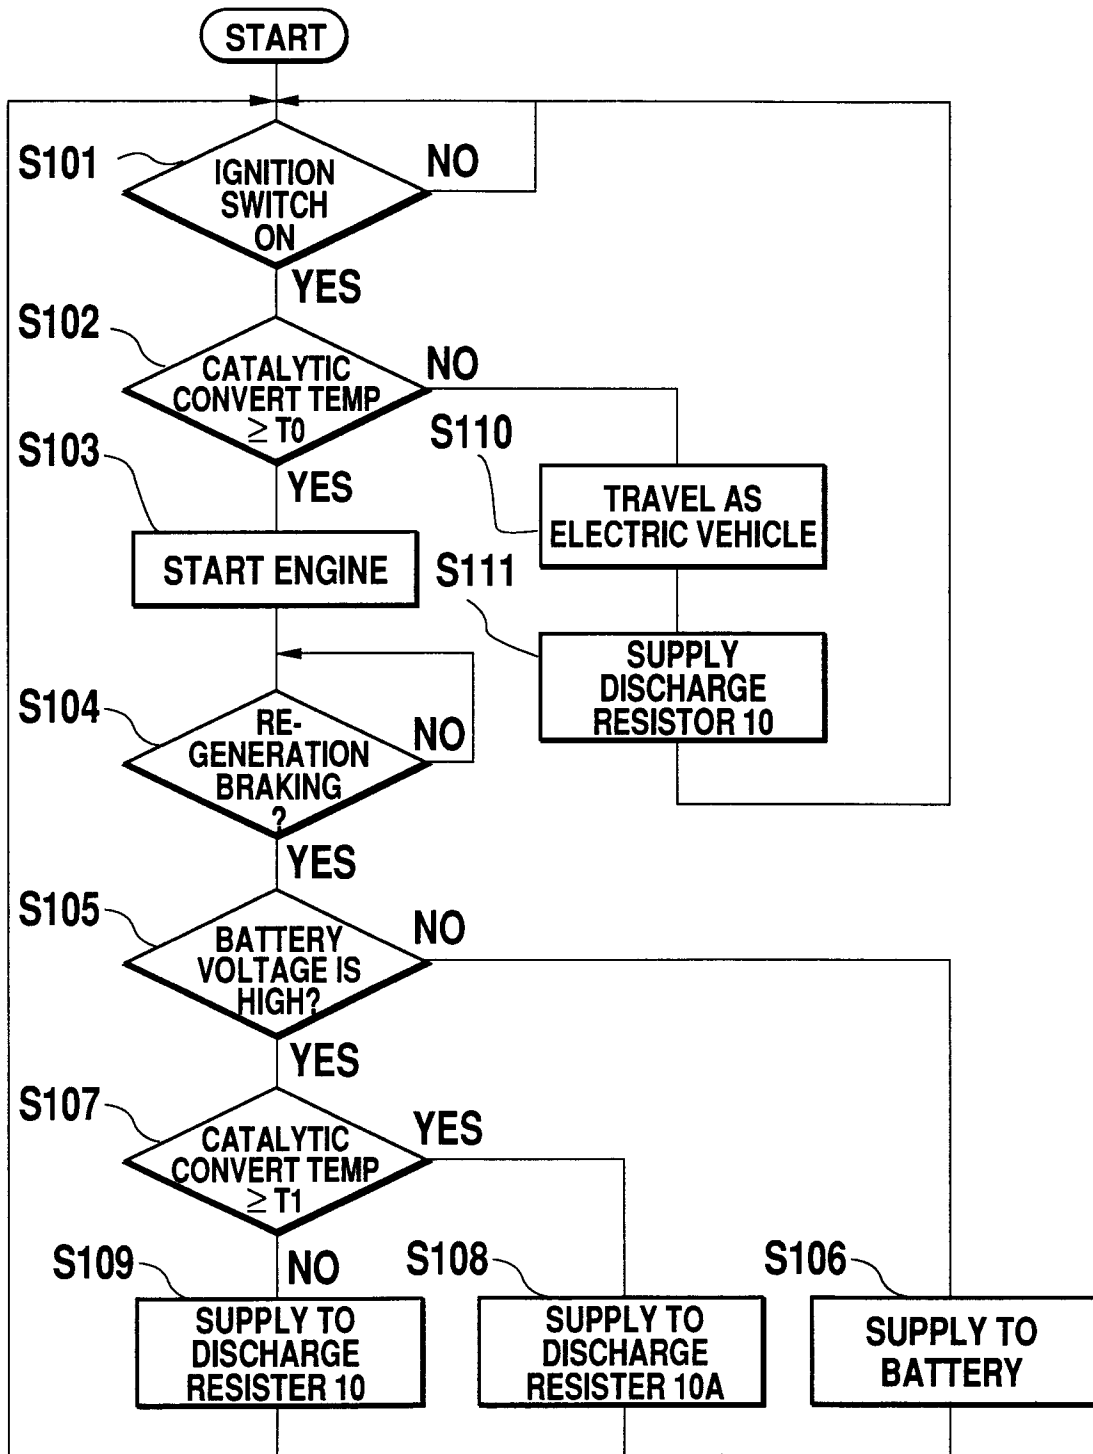 START
S101
IGNITION
SWITCH
ON
NO
YES
S102
CATALYTIC
CONVERT TEMP
≥ T0
NO
YES
S103
START ENGINE
S110
TRAVEL AS
ELECTRIC VEHICLE
S111
SUPPLY
DISCHARGE
RESISTOR 10
S104
RE-
GENERATION
BRAKING
?
NO
YES
S105
BATTERY
VOLTAGE IS
HIGH?
NO
YES
S107
CATALYTIC
CONVERT TEMP
≥ T1
YES
NO
S109
SUPPLY TO
DISCHARGE
RESISTER 10
S108
SUPPLY TO
DISCHARGE
RESISTER 10A
S106
SUPPLY TO
BATTERY